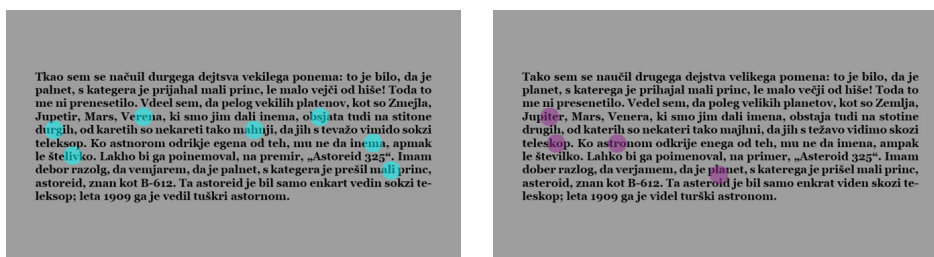 Tkao sem se načuil durgega dejtsva vekilega ponema: to je bilo, da je
palnet, s kategera je prijahal mali princ, le malo vejči od hiše! Toda to
me ni prenesetilo. Vdeel sem, da pelog vekilih planotov, kot so Zmejla,
Jupetir, Mars, Verena, ki smo jim dali inema, obsjata tudi na stitone
durgih, od karetih so nekareti tako mahnji, da jih s tevažo vimido sokzi
teleksop. Ko astnorom odrikje egena od teh, mu ne da inema, apmak
le štelivko. Lakho bi ga poinemoval, na premir, „Astoreid 325“. Imam
debor razolg, da vemjarem, da je palnet, s kategera je prešil mali princ,
astoreid, znan kot B-612. Ta astoreid je bil samo enkart vedin sokzi te-
leksop; leta 1909 ga je vedil tuškri astornom.
Tako sem se naučil drugega dejstva velikega pomena: to je bilo, da je
planet, s katerega je prihajal mali princ, le malo večji od hiše! Toda to
me ni presenetilo. Vedel sem, da poleg velikih planetov, kot so Zemlja,
Jupiter, Mars, Venera, ki smo jim dali imena, obstaja tudi na stotine
drugih, od katerih so nekateri tako majhni, da jih s težavo vidimo skozi
teleskop. Ko astronom odkrije enega od teh, mu ne da imena, ampak
le številko. Lahko bi ga poimenoval, na primer, „Asteroid 325“. Imam
dober razlog, da verjamem, da je planet, s katerega je prišel mali princ,
asteroid, znan kot B-612. Ta asteroid je bil samo enkrat viden skozi te-
leskop; leta 1909 ga je videl turški astronom.